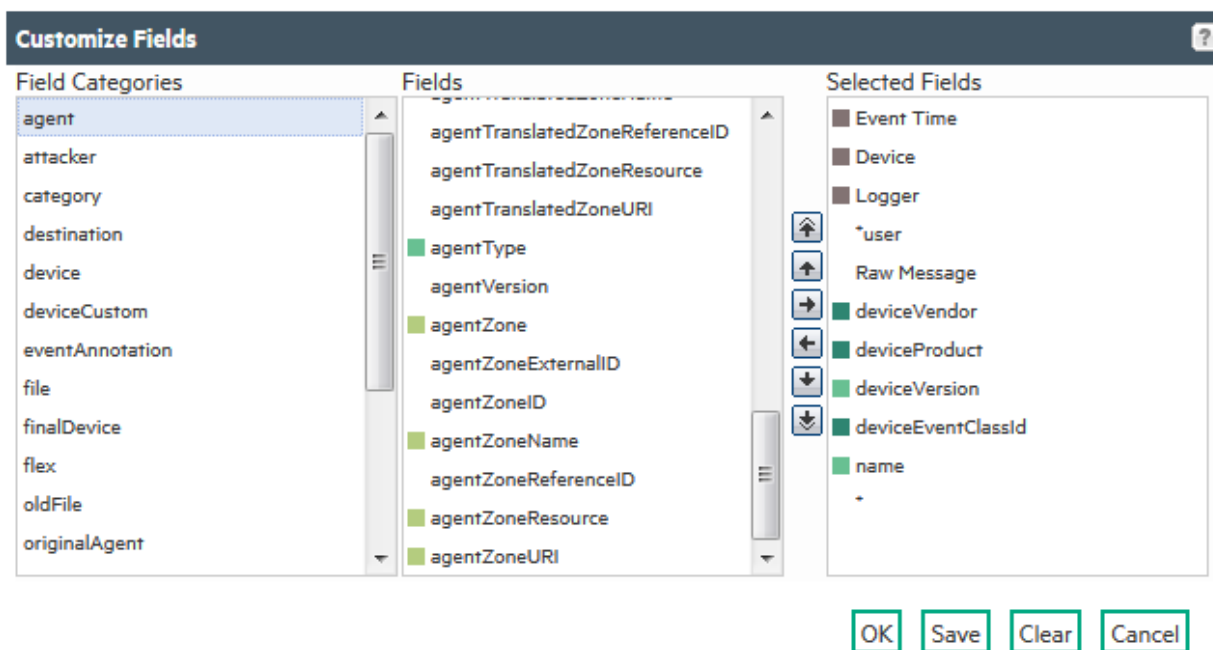 Customize Fields
?
Field Categories
agent
attacker
category
destination
device
deviceCustom
eventAnnotation
file
finalDevice
flex
oldFile
originalAgent
Fields
agentTranslatedZoneReferenceID
agentTranslatedZoneResource
agentTranslatedZoneURI
agentType
agentVersion
agentZone
agentZoneExternalID
agentZoneID
agentZoneName
agentZoneReferenceID
agentZoneResource
agentZoneURI
Selected Fields
Event Time
Device
Logger
*user
Raw Message
deviceVendor
deviceProduct
deviceVersion
deviceEventClassId
name
*
OK Save Clear Cancel